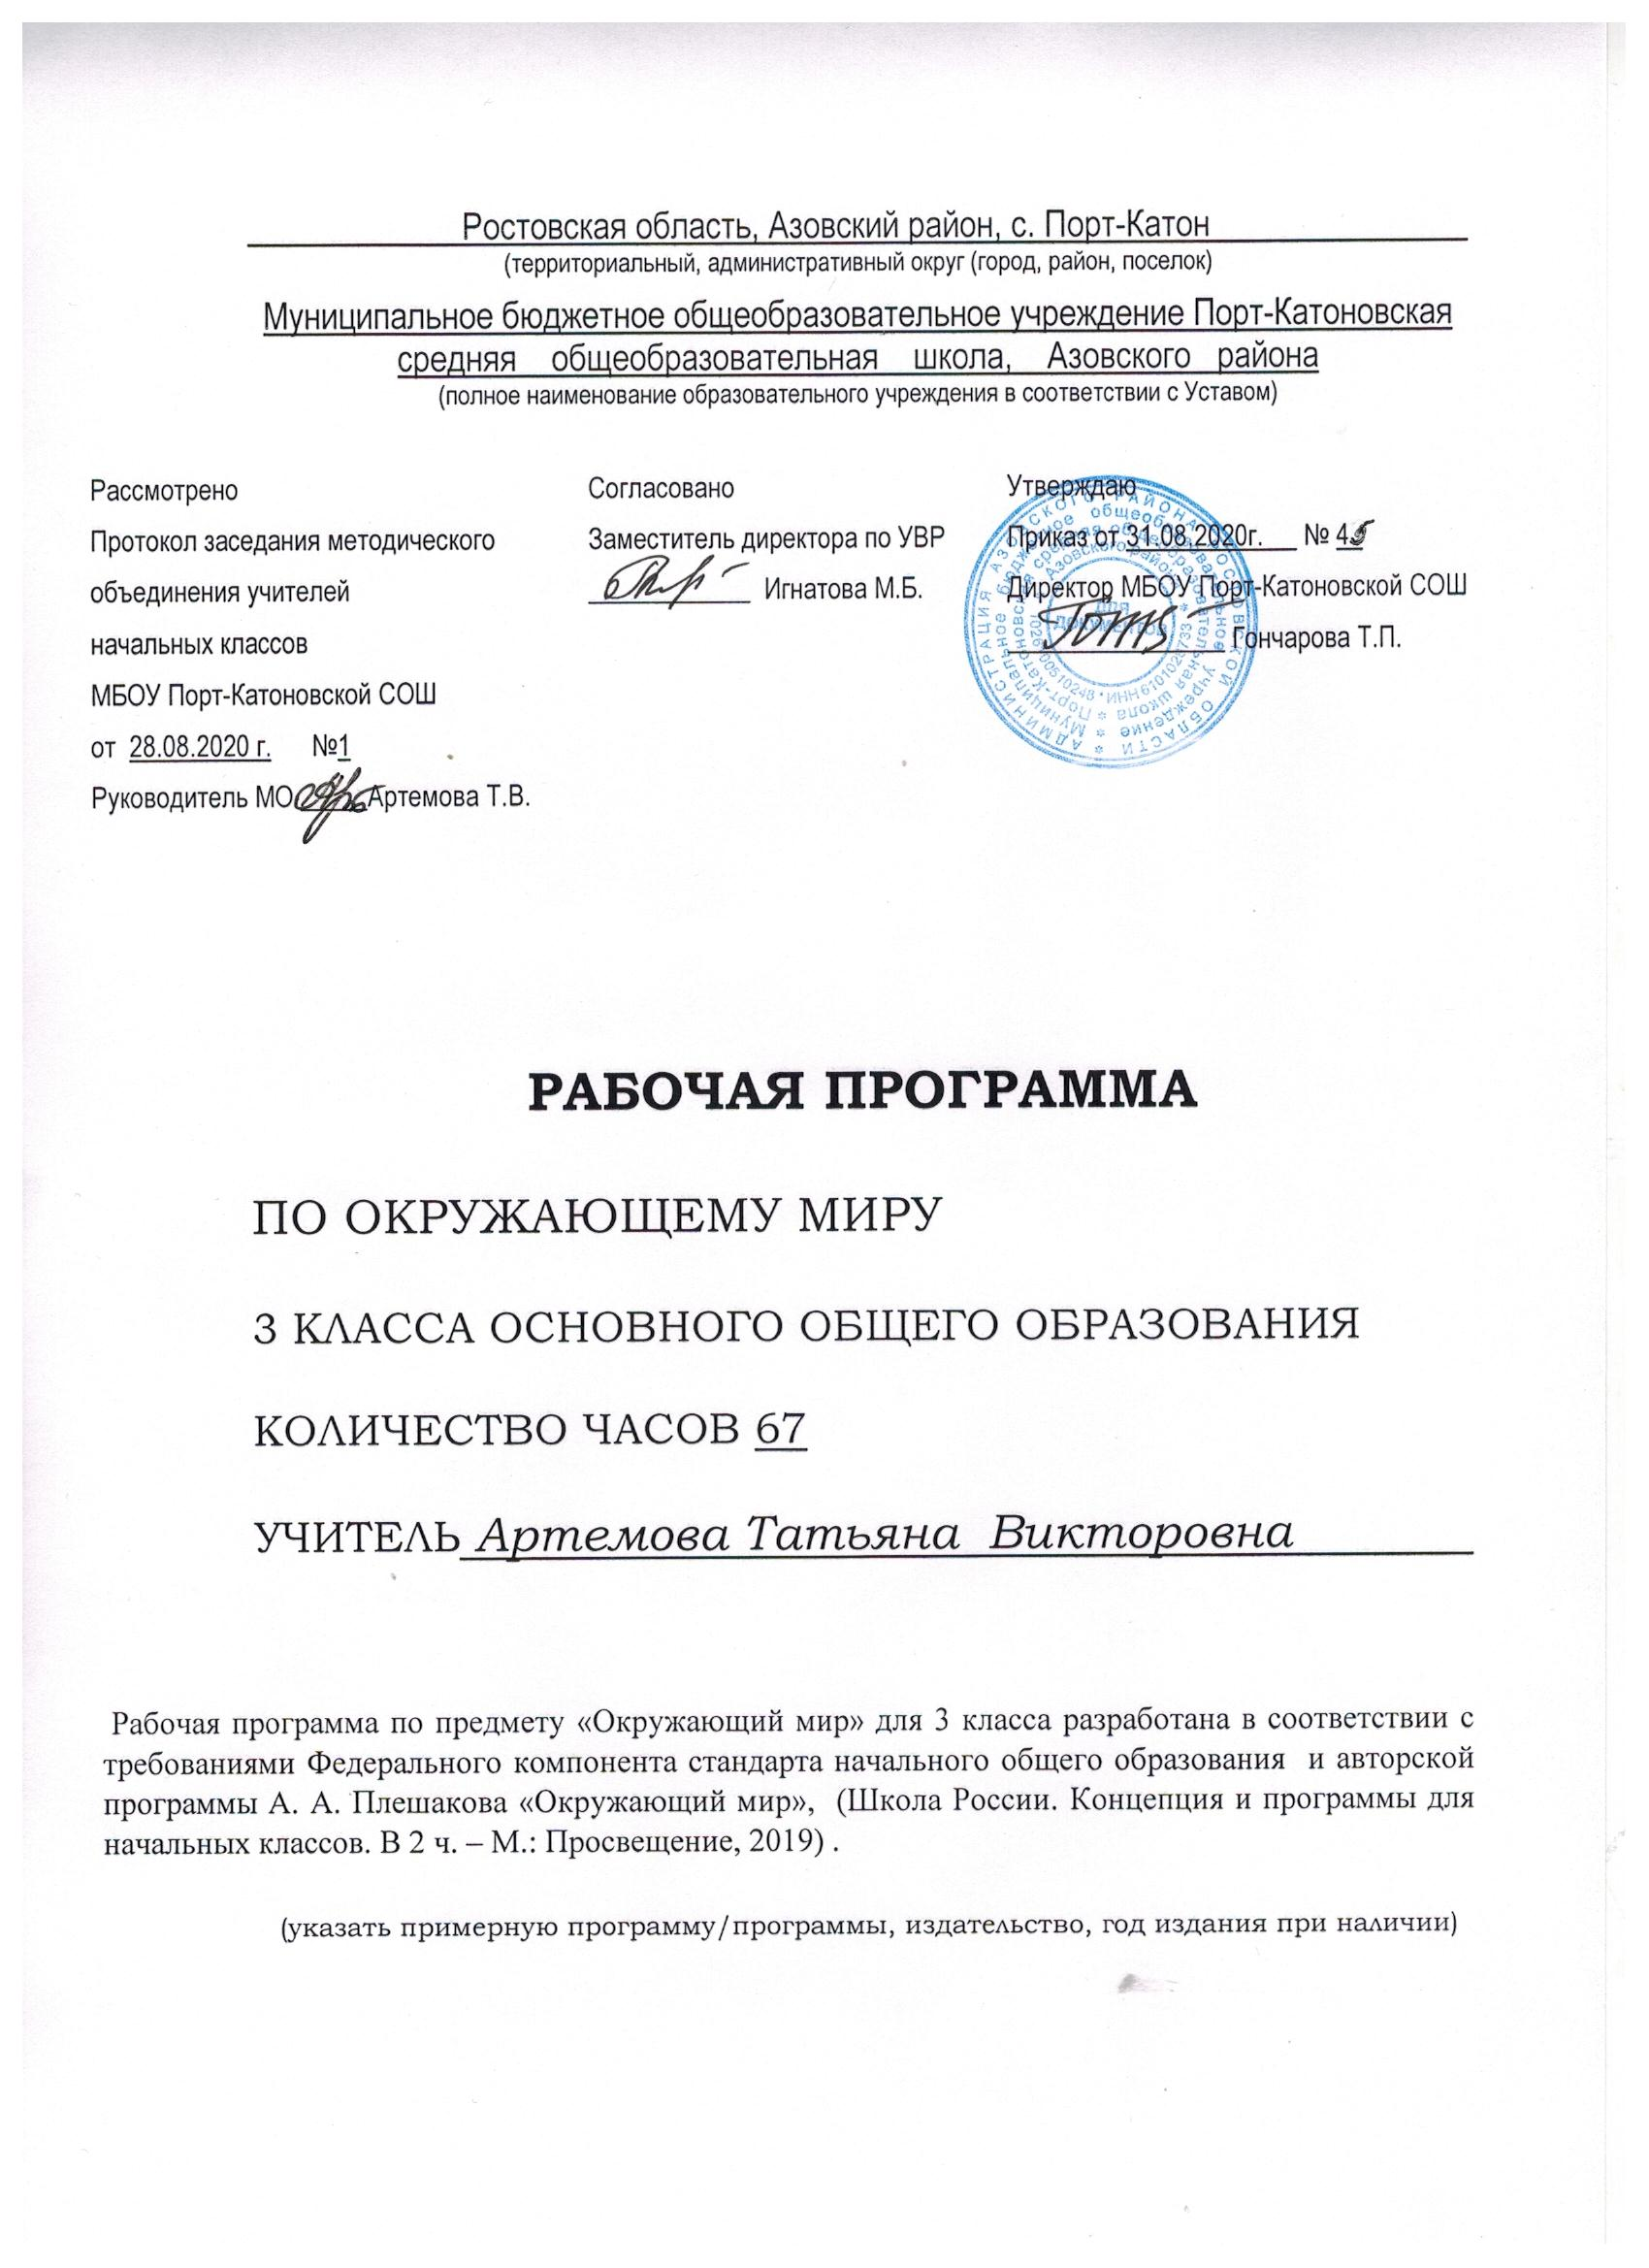 Ростовская область, Азовский район, с. Порт-Катон
(территориальный, административный округ (город, район, поселок)
Муниципальное бюджетное общеобразовательное учреждение Порт-Катоновская
средняя общеобразовательная школа, Азовского района
(полное наименование образовательного учреждения в соответствии с Уставом)
Рассмотрено
Протокол заседания методического
объединения учителей
начальных классов
МБОУ Порт-Катоновской СОШ
от 28.08.2020 г. №1
Руководитель МО Артемова Т.В.
Согласовано
Заместитель директора по УВР
Игнатова М.Б.
Утверждаю
Приказ от 31.08.2020г. №
Директор МБОУ Порт-Катоновской СОШ
Гончарова Т.П.
ДЛЯ
ДОКУМЕНТОВ
РАБОЧАЯ ПРОГРАММА
ПО ОКРУЖАЮЩЕМУ МИРУ
3 КЛАССА ОСНОВНОГО ОБЩЕГО ОБРАЗОВАНИЯ
КОЛИЧЕСТВО ЧАСОВ 67
УЧИТЕЛЬ Артемова Татьяна Викторовна
Рабочая программа по предмету «Окружающий мир» для 3 класса разработана в соответствии с
требованиями Федерального компонента стандарта начального общего образования и авторской
программы А. А. Плешакова «Окружающий мир», (Школа России. Концепция и программы для
начальных классов. В 2 ч. – М.: Просвещение, 2019) .
(указать примерную программу/программы, издательство, год издания при наличии)